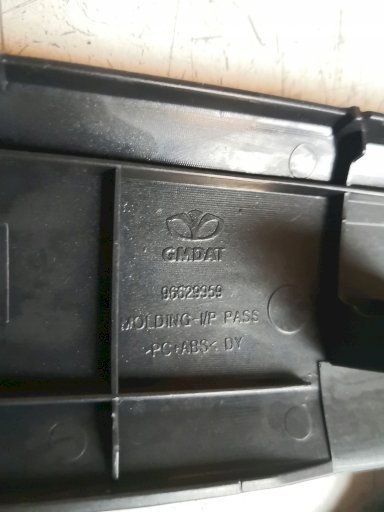 GMDAT
96629959
MOLDING-I/P PASS
>PC+ABS< DY